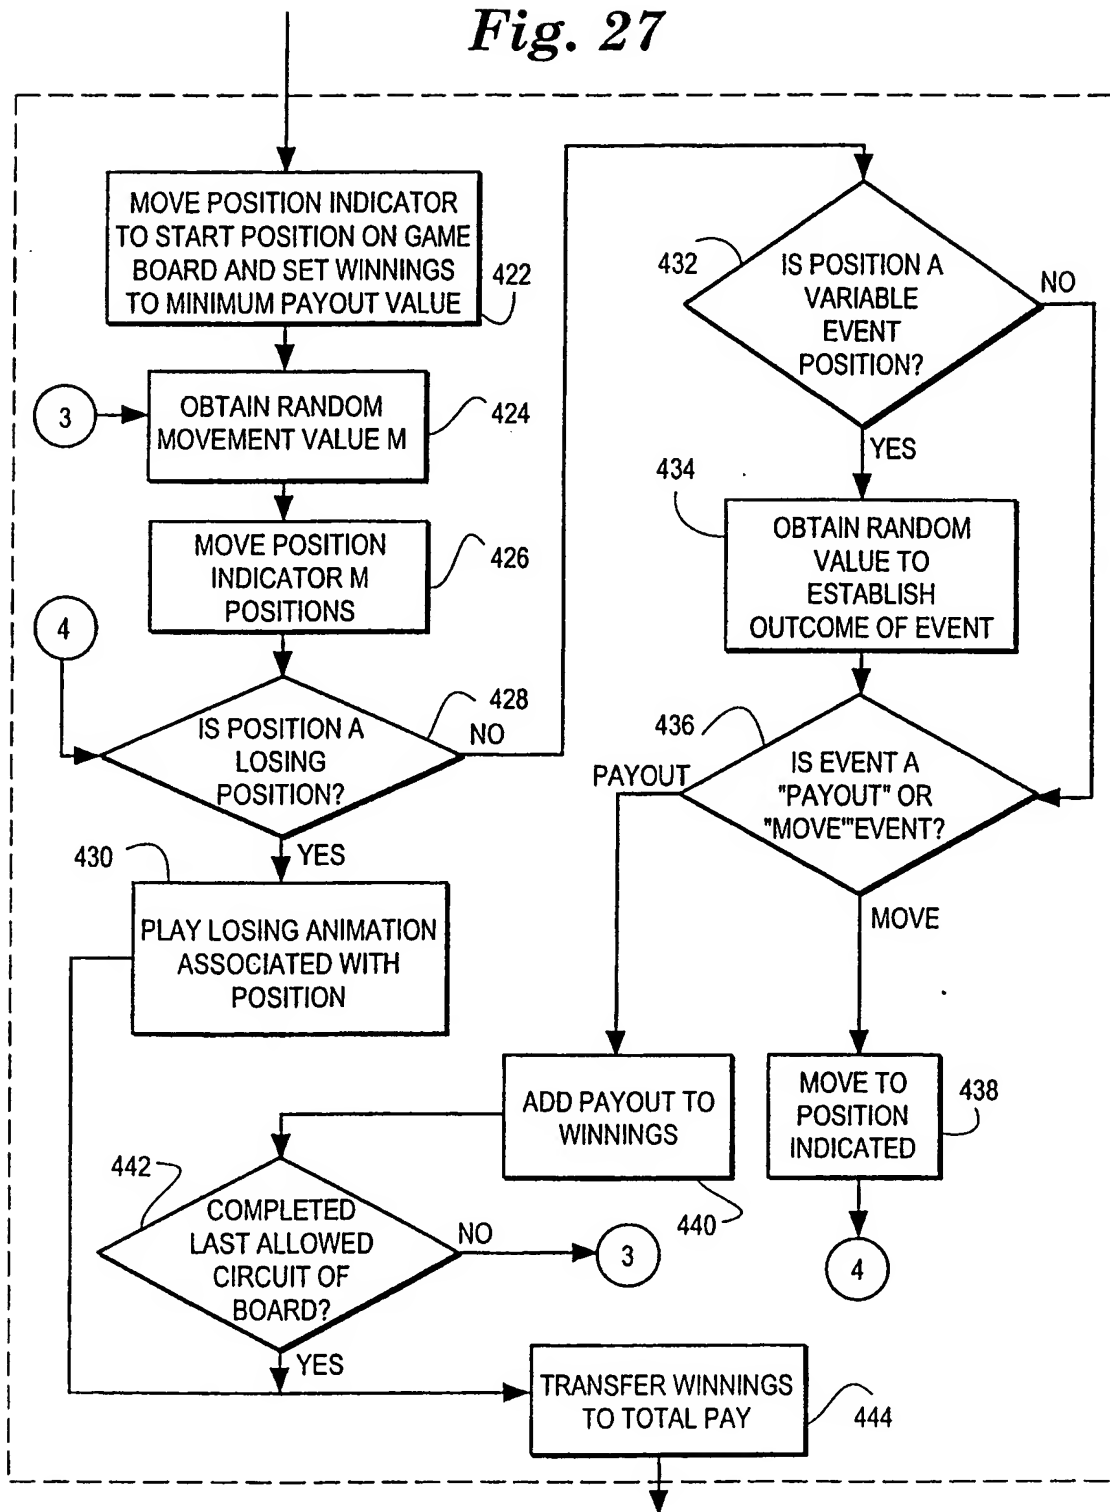 Fig. 27
MOVE POSITION INDICATOR
TO START POSITION ON GAME
BOARD AND SET WINNINGS
TO MINIMUM PAYOUT VALUE
422
3
OBTAIN RANDOM
MOVEMENT VALUE M
424
MOVE POSITION
INDICATOR M
POSITIONS
426
4
IS POSITION A
LOSING
POSITION?
428
NO
YES
430
PLAY LOSING ANIMATION
ASSOCIATED WITH
POSITION
432
IS POSITION A
VARIABLE
EVENT
POSITION?
NO
YES
434
OBTAIN RANDOM
VALUE TO
ESTABLISH
OUTCOME OF EVENT
436
PAYOUT
IS EVENT A
"PAYOUT" OR
"MOVE'"EVENT?
MOVE
ADD PAYOUT TO
WINNINGS
440
MOVE TO
POSITION
INDICATED
438
4
442
COMPLETED
LAST ALLOWED
CIRCUIT OF
BOARD?
NO
3
YES
TRANSFER WINNINGS
TO TOTAL PAY
444